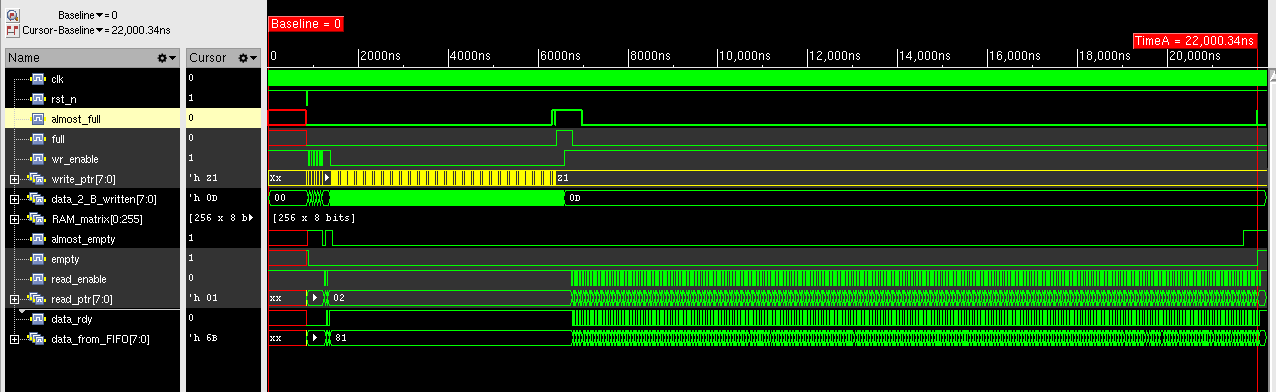 Baseline ▾= 0
Cursor-Baseline ▾= 22,000.34ns
Baseline = 0
TimeA = 22,000.34ns
0 2000ns 4000ns 6000ns 8000ns 10,000ns 12,000ns 14,000ns 16,000ns 18,000ns 20,000ns
Name Cursor
clk 0
rst_n 1
almost_full 0
full 0
wr_enable 1
write_ptr[7:0] 'h 21 xx 21
data_2_B_written[7:0] 'h 0D 00 0D
RAM_matrix[0:255] [256 x 8 b [256 x 8 bits]
almost_empty 1
empty 1
read_enable 0
read_ptr[7:0] 'h 01 xx 02
data_rdy 0
data_from_FIFO[7:0] 'h 6B xx 81